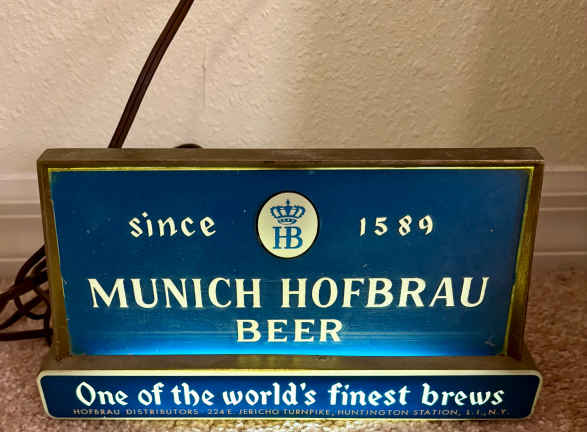 since HB 1589
MUNICH HOFBRAU
BEER
One of the world's finest brews
HOFBRAU DISTRIBUTORS - 224 E. JERICHO TURNPIKE, HUNTINGTON STATION, L.I., N.Y.